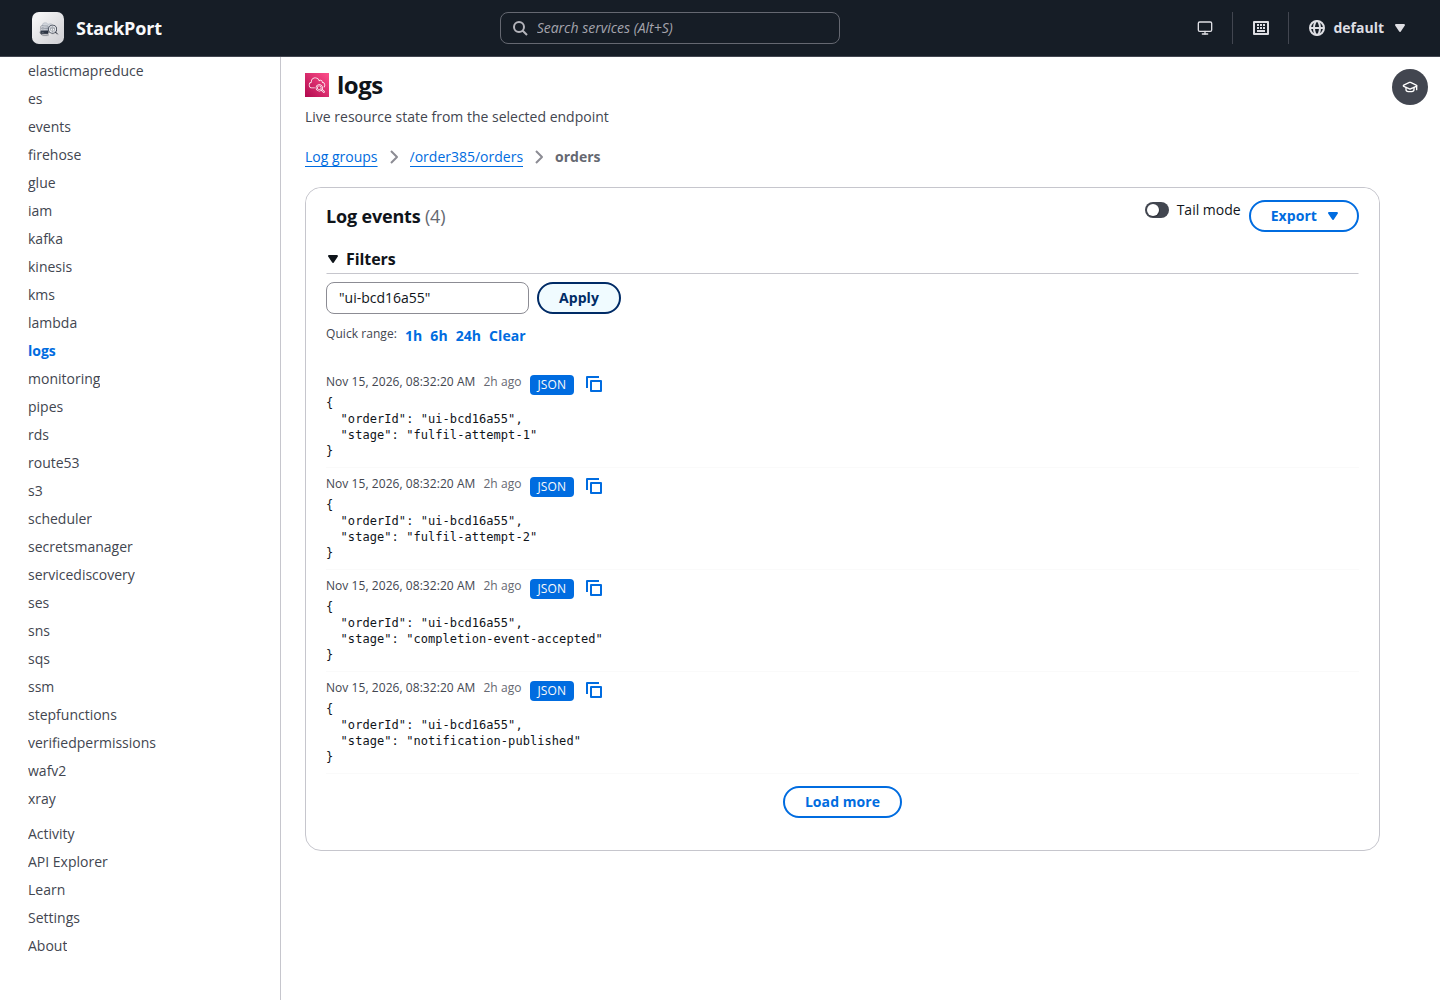 StackPort
Search services (Alt+S)
default
elasticmapreduce
es
events
firehose
glue
iam
kafka
kinesis
kms
lambda
logs
monitoring
pipes
rds
route53
s3
scheduler
secretsmanager
servicediscovery
ses
sns
sqs
ssm
stepfunctions
verifiedpermissions
wafv2
xray
Activity
API Explorer
Learn
Settings
About
logs
Live resource state from the selected endpoint
Log groups > /order385/orders > orders
Log events (4)
Tail mode
Export
Filters
"ui-bcd16a55"
Apply
Quick range: 1h 6h 24h Clear
Nov 15, 2026, 08:32:20 AM 2h ago JSON
{
"orderId": "ui-bcd16a55",
"stage": "fulfil-attempt-1"
}
Nov 15, 2026, 08:32:20 AM 2h ago JSON
{
"orderId": "ui-bcd16a55",
"stage": "fulfil-attempt-2"
}
Nov 15, 2026, 08:32:20 AM 2h ago JSON
{
"orderId": "ui-bcd16a55",
"stage": "completion-event-accepted"
}
Nov 15, 2026, 08:32:20 AM 2h ago JSON
{
"orderId": "ui-bcd16a55",
"stage": "notification-published"
}
Load more